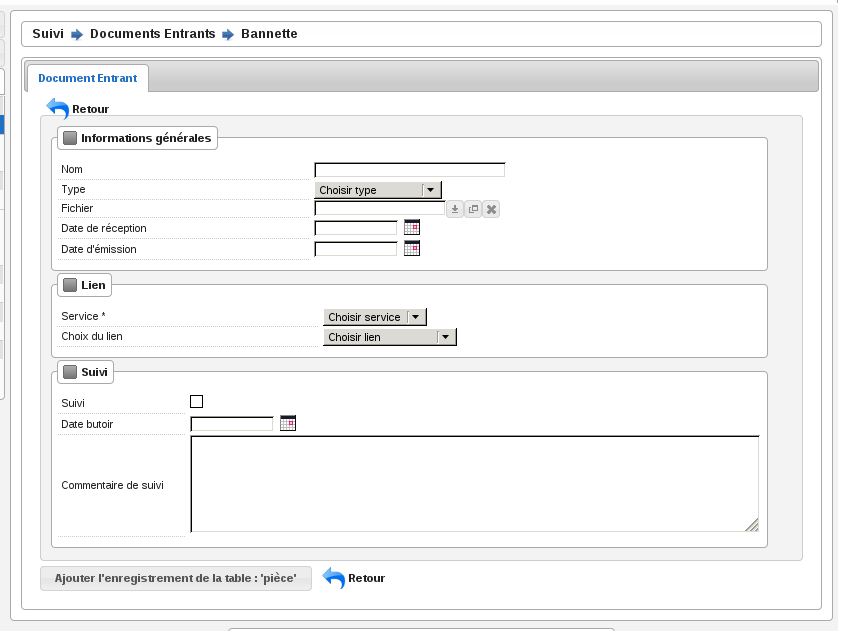 Suivi Documents Entrants Bannette
Document Entrant
Retour
Informations générales
Nom
Type Choisir type
Fichier
Date de réception
Date d'émission
Lien
Service * Choisir service
Choix du lien Choisir lien
Suivi
Suivi
Date butoir
Commentaire de suivi
Ajouter l'enregistrement de la table : 'pièce' Retour